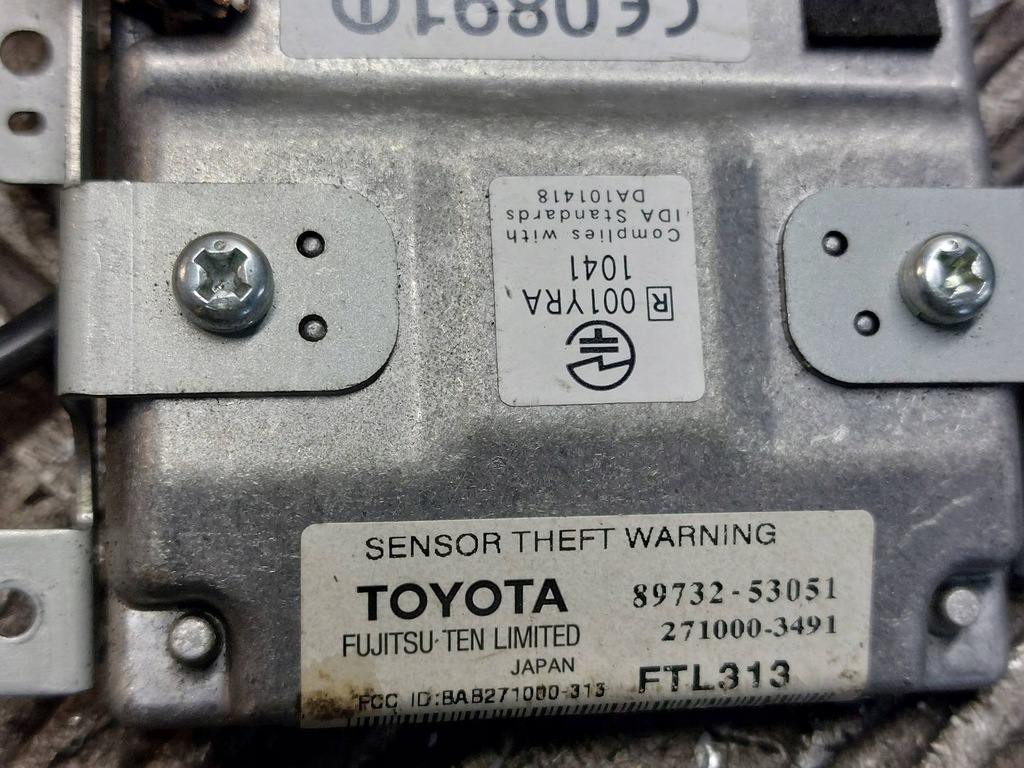 CE0891
DA101418
IDA Standards
Complies with
1041
R 001YRA
SENSOR THEFT WARNING
TOYOTA 89732-53051
FUJITSU TEN LIMITED 271000-3491
JAPAN FTL313
FCC ID:BAB271000-313